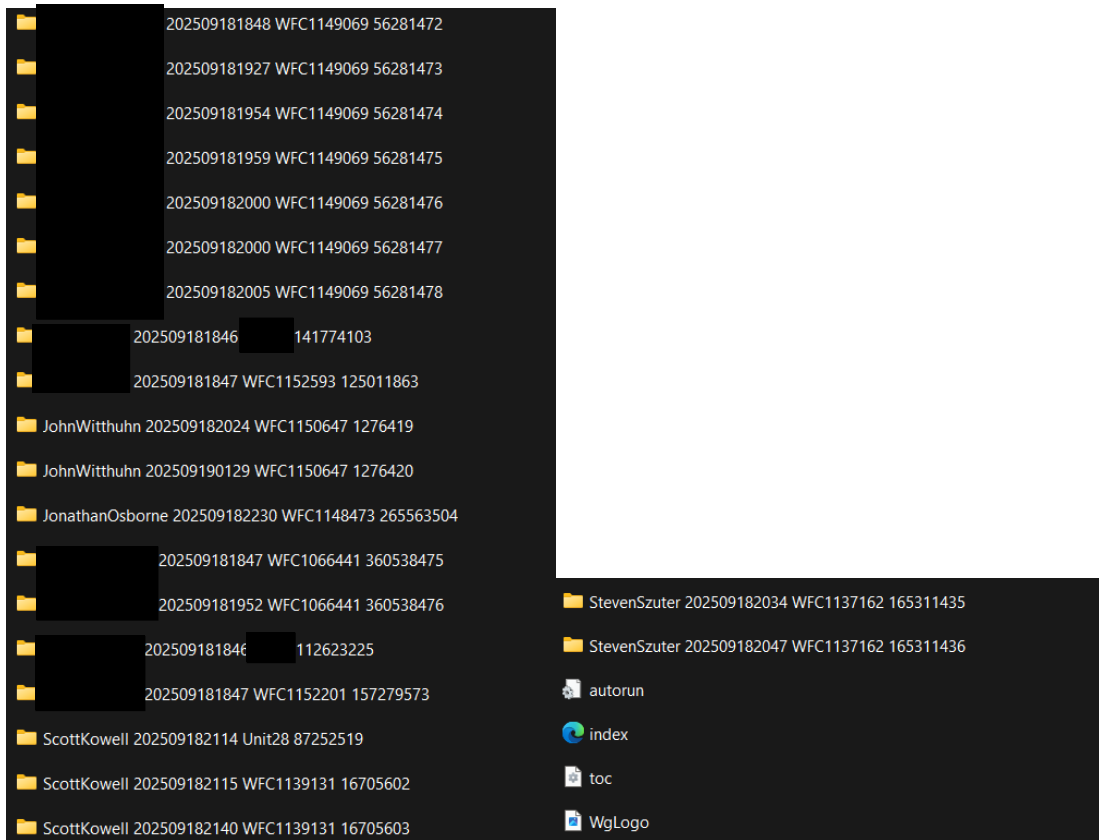 202509181848 WFC1149069 56281472
202509181927 WFC1149069 56281473
202509181954 WFC1149069 56281474
202509181959 WFC1149069 56281475
202509182000 WFC1149069 56281476
202509182000 WFC1149069 56281477
202509182005 WFC1149069 56281478
202509181846 141774103
202509181847 WFC1152593 125011863
JohnWitthuhn 202509182024 WFC1150647 1276419
JohnWitthuhn 202509190129 WFC1150647 1276420
JonathanOsborne 202509182230 WFC1148473 265563504
202509181847 WFC1066441 360538475
202509181952 WFC1066441 360538476
202509181846 112623225
202509181847 WFC1152201 157279573
ScottKowell 202509182114 Unit28 87252519
ScottKowell 202509182115 WFC1139131 16705602
ScottKowell 202509182140 WFC1139131 16705603
StevenSzuter 202509182034 WFC1137162 165311435
StevenSzuter 202509182047 WFC1137162 165311436
autorun
index
toc
WgLogo